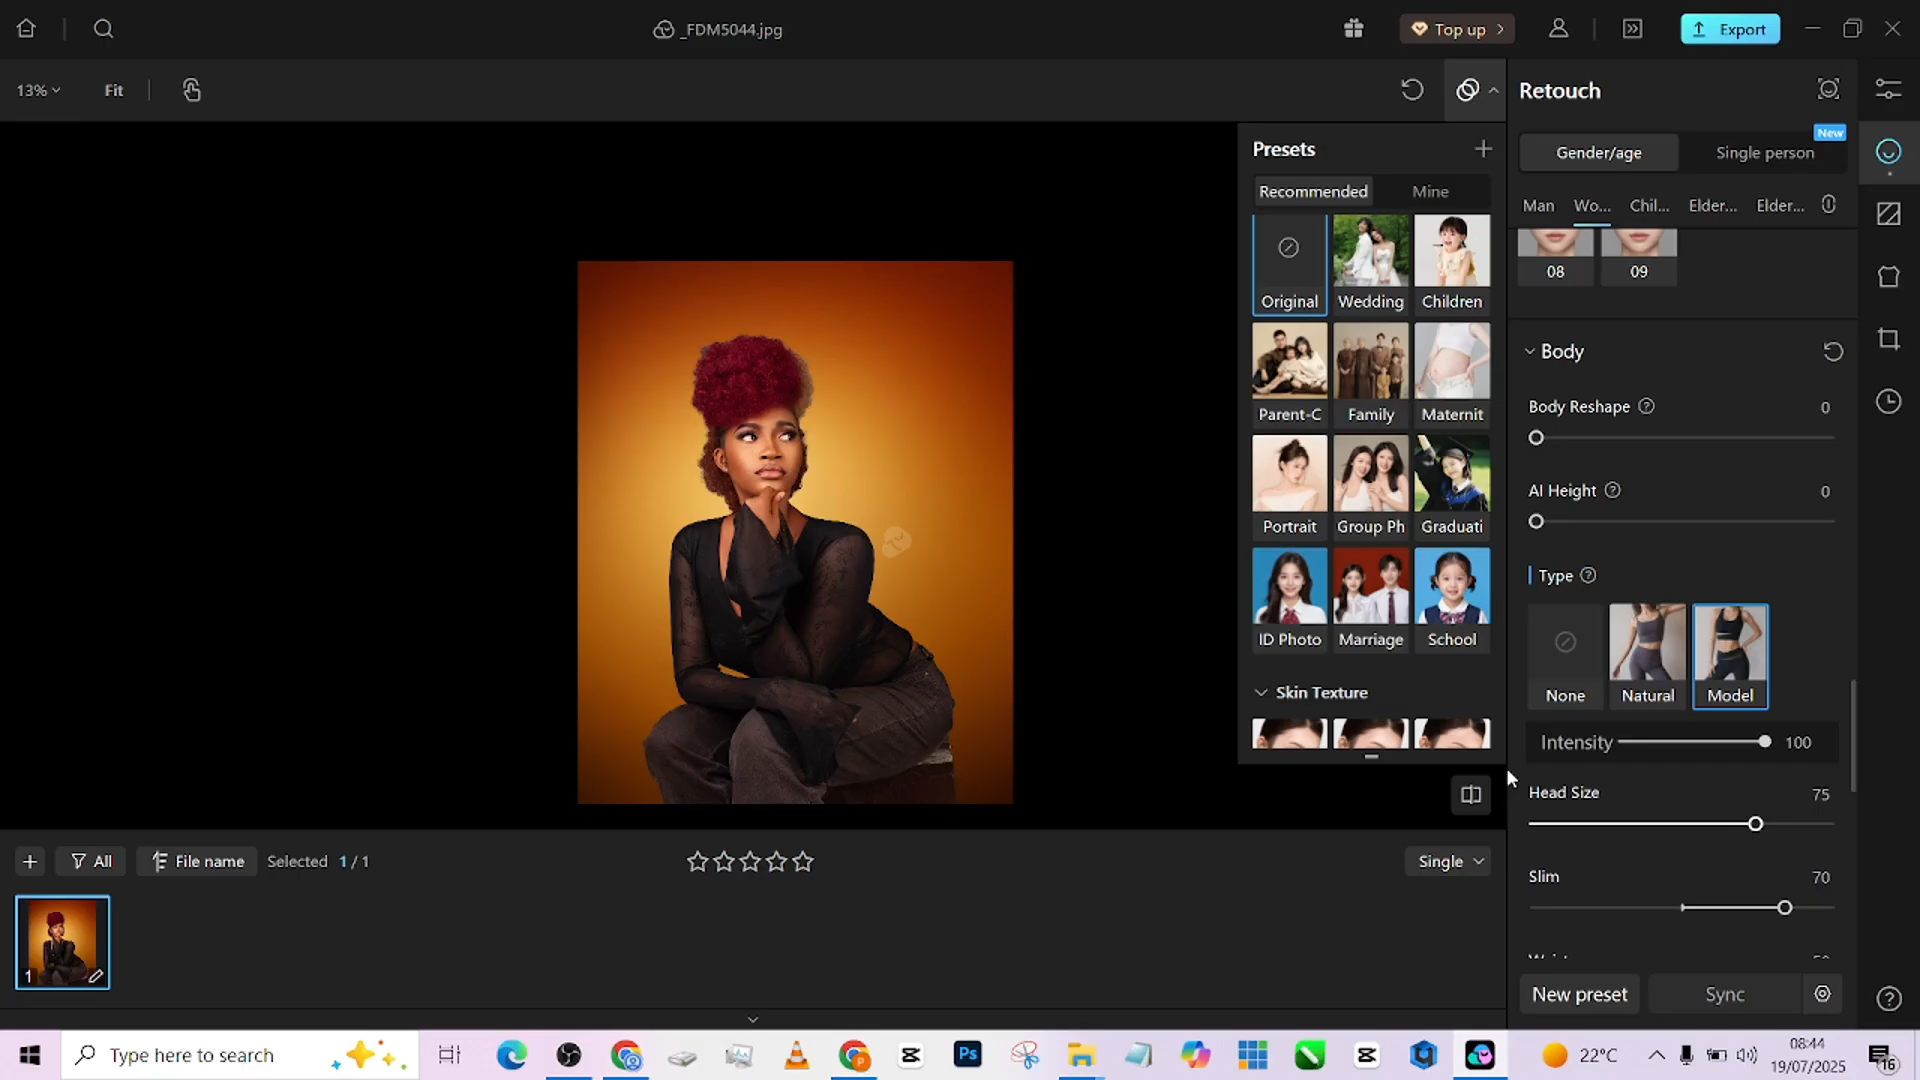 _FDM5044.jpg
Top up
Export
13%
Fit
Retouch
New
Gender/age
Single person
Man
Wo...
Chil...
Elder...
Elder...
Presets
Recommended
Mine
Original
Wedding
Children
Parent-C
Family
Maternit
Portrait
Group Ph
Graduati
ID Photo
Marriage
School
Skin Texture
08
09
Body
Body Reshape
0
AI Height
0
Type
None
Natural
Model
Intensity
100
Head Size
75
Slim
70
New preset
Sync
All
File name
Selected 1 / 1
Single
1
Type here to search
Ps
22°C
08:44
19/07/2025
16